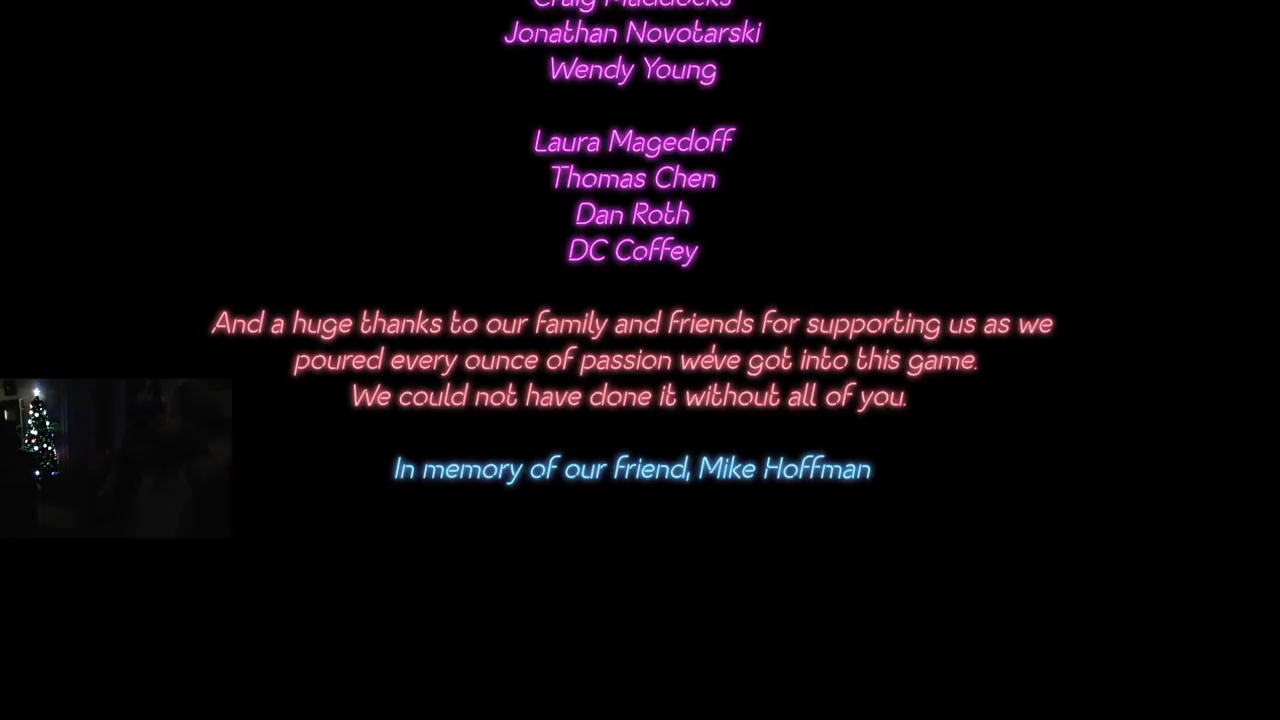 Craig Maddocks
Jonathan Novotarski
Wendy Young
Laura Magedoff
Thomas Chen
Dan Roth
DC Coffey
And a huge thanks to our family and friends for supporting us as we
poured every ounce of passion we've got into this game.
We could not have done it without all of you.
In memory of our friend, Mike Hoffman